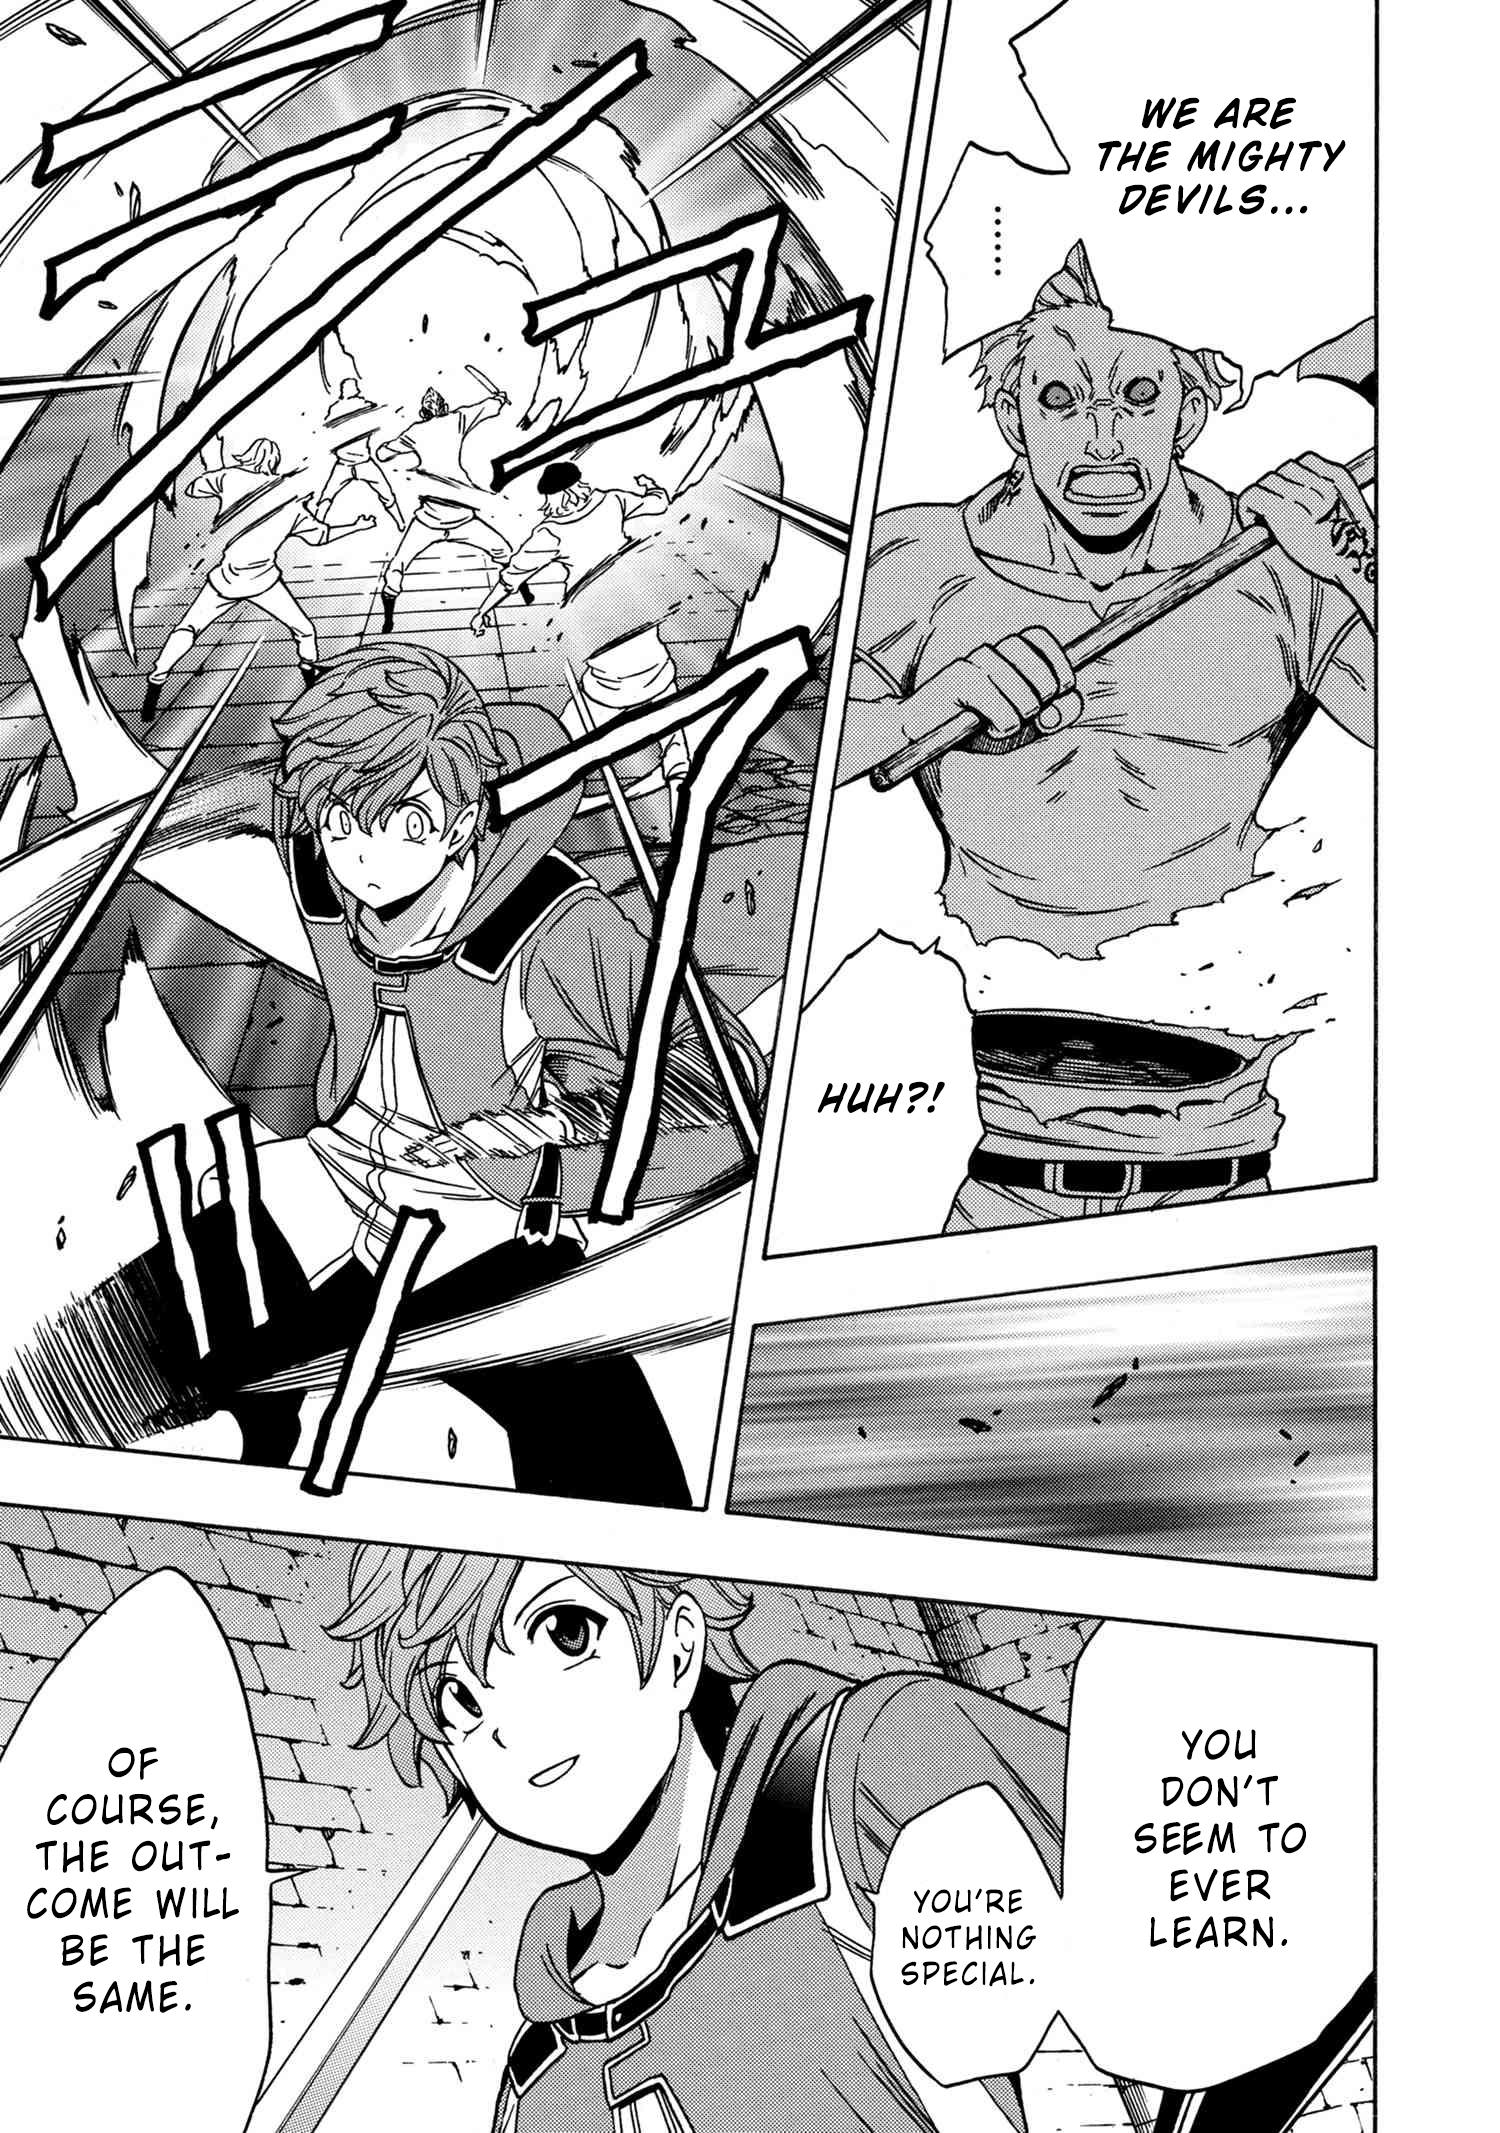 WE ARE
THE MIGHTY
DEVILS...
......
HUH?!
YOU
DON'T
SEEM TO
EVER
LEARN.
YOU'RE
NOTHING
SPECIAL.
OF
COURSE,
THE OUT-
COME WILL
BE THE
SAME.